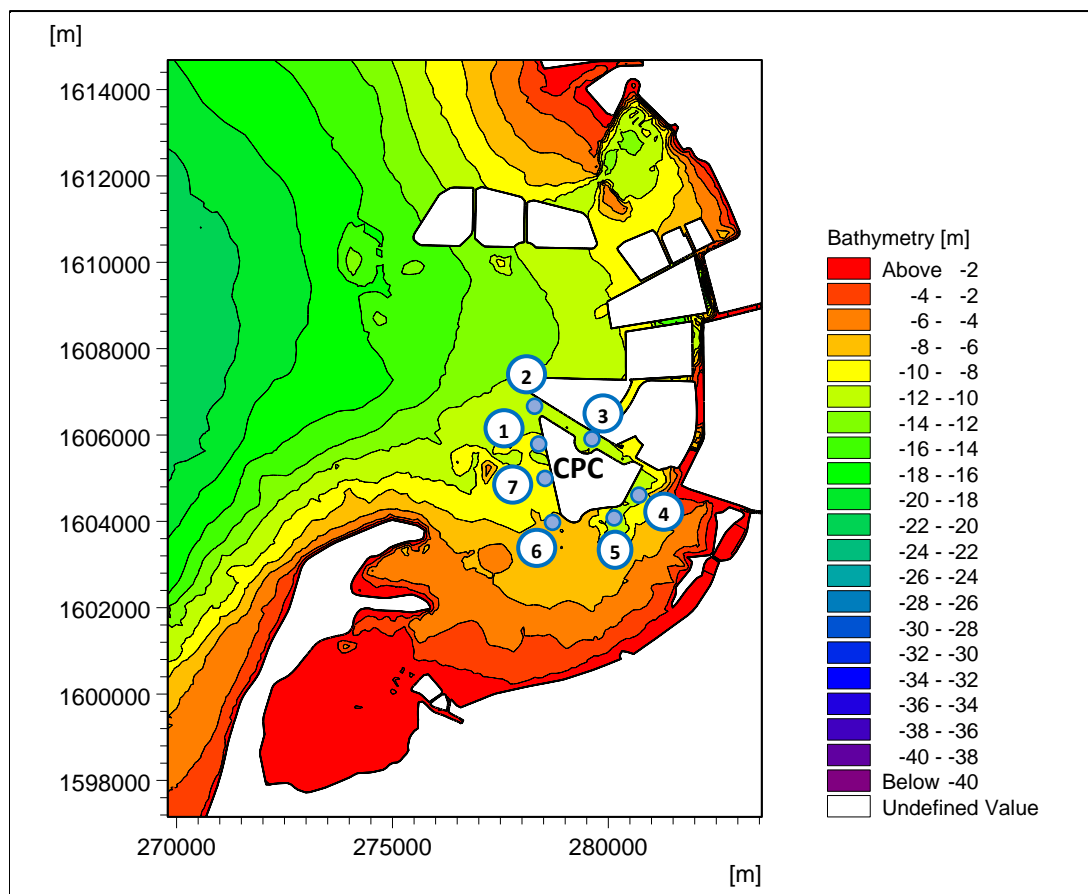 [m]
1614000
1612000
1610000
1608000
1606000
1604000
1602000
1600000
1598000
270000
275000
280000
[m]
2
3
1
CPC
7
4
6
5
Bathymetry [m]
Above -2
-4 - -2
-6 - -4
-8 - -6
-10 - -8
-12 - -10
-14 - -12
-16 - -14
-18 - -16
-20 - -18
-22 - -20
-24 - -22
-26 - -24
-28 - -26
-30 - -28
-32 - -30
-34 - -32
-36 - -34
-38 - -36
-40 - -38
Below -40
Undefined Value